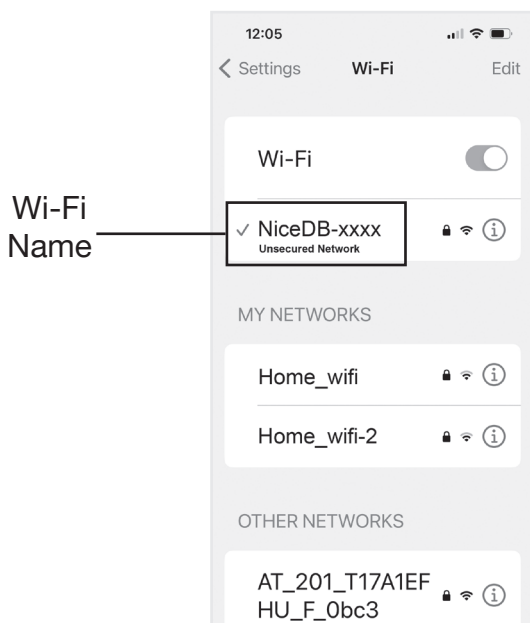 12:05
Settings Wi-Fi Edit
Wi-Fi
Wi-Fi
Name
NiceDB-xxxx
Unsecured Network
MY NETWORKS
Home_wifi
Home_wifi-2
OTHER NETWORKS
AT_201_T17A1EF
HU_F_0bc3